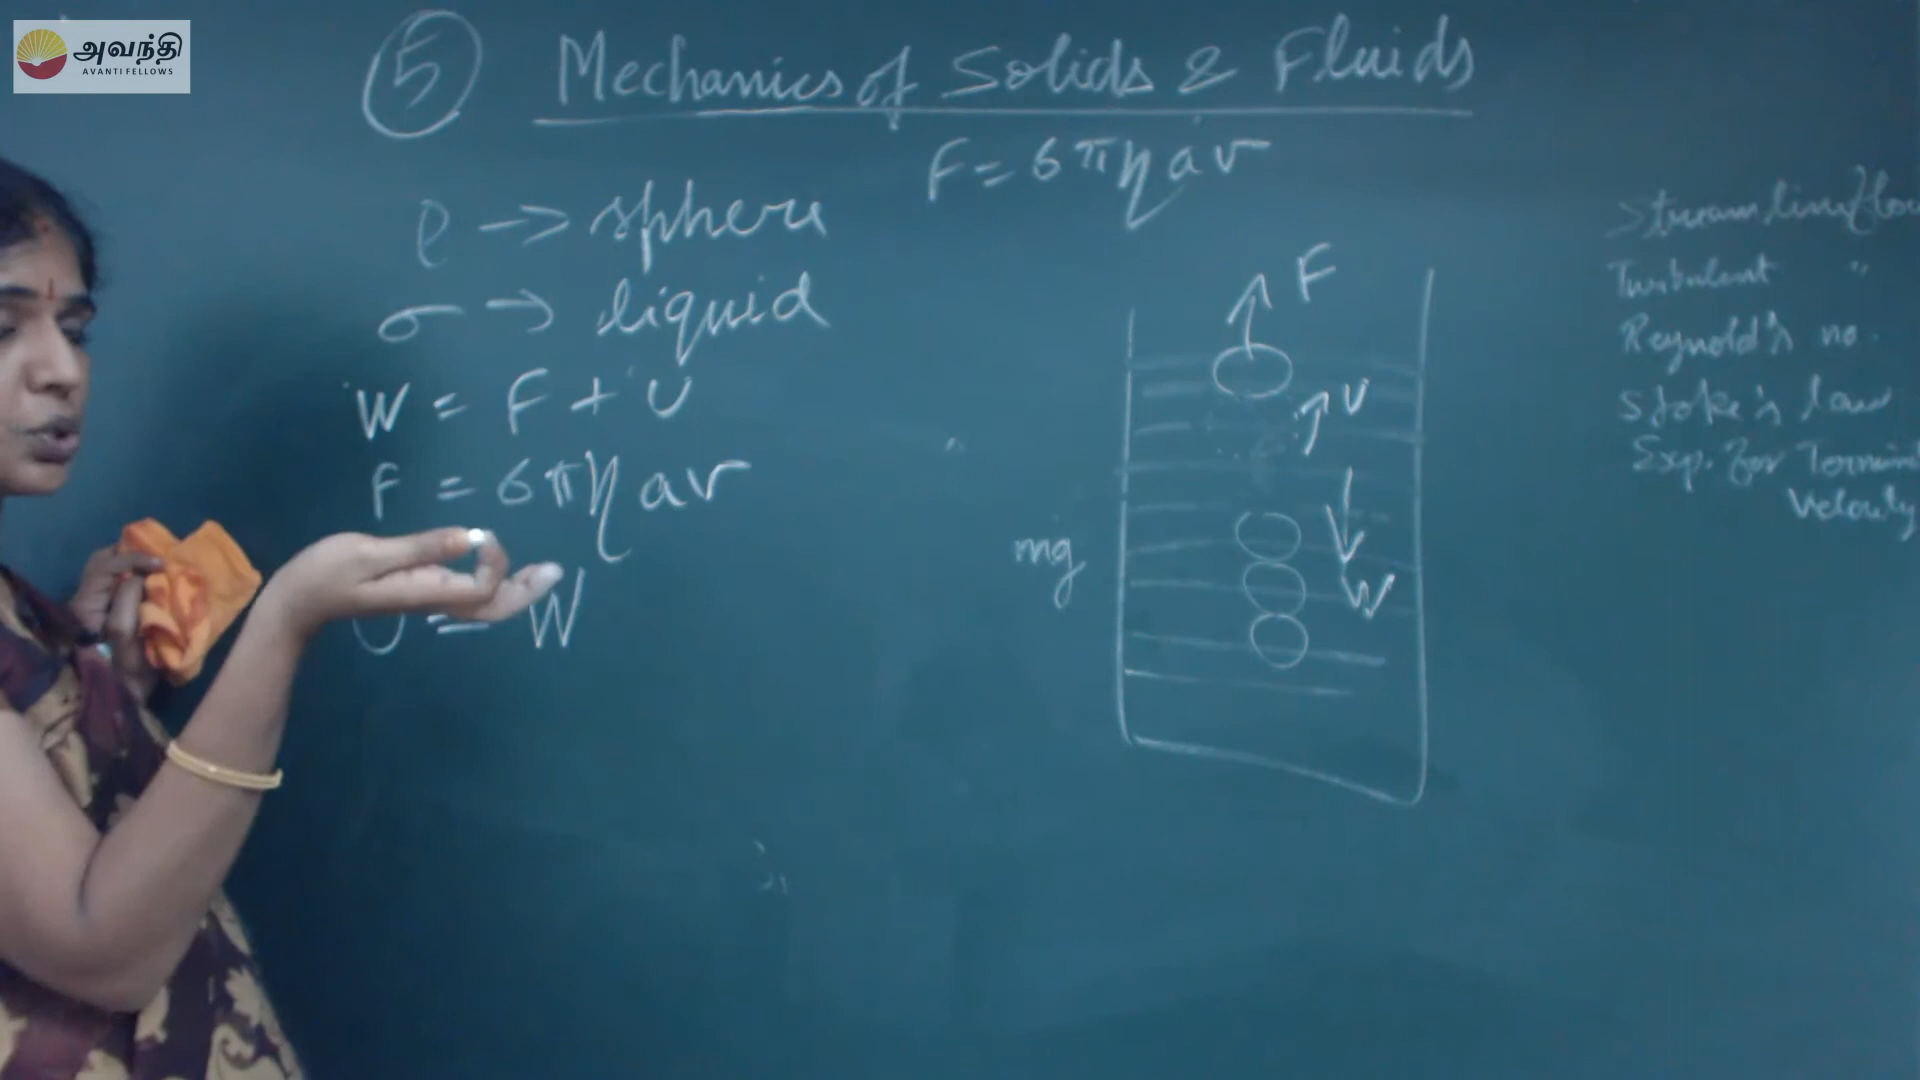 அவந்தி
AVANTI FELLOWS
5 Mechanics of Solids & Fluids
F = 6πηav
ρ → sphere
σ → liquid
W = F + U
F = 6πηav
U = W
F
U
W
mg
Streamline flow
Turbulent "
Reynold's no.
Stoke's law
Exp. for
Velocity